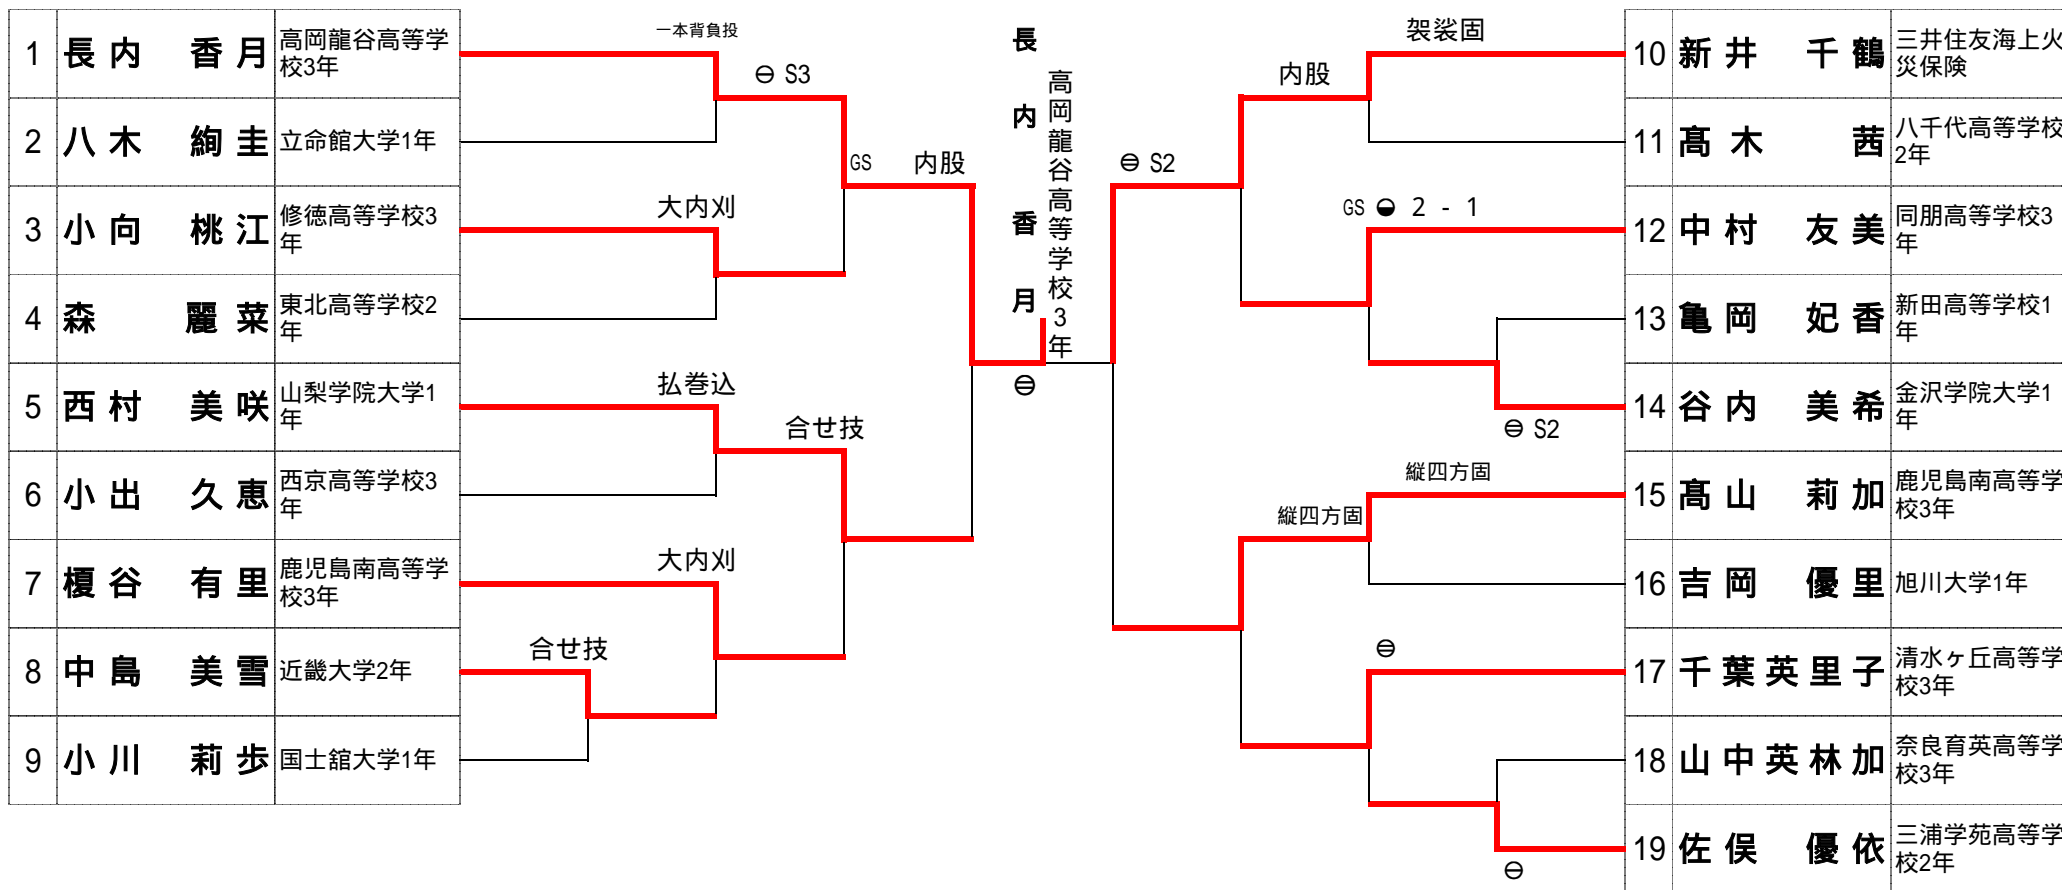 1 長内 香月 高岡龍谷高等学
校3年
2 八木 絢圭 立命館大学1年
3 小向 桃江 修徳高等学校3
年
4 森 麗菜 東北高等学校2
年
5 西村 美咲 山梨学院大学1
年
6 小出 久恵 西京高等学校3
年
7 榎谷 有里 鹿児島南高等学
校3年
8 中島 美雪 近畿大学2年
9 小川 莉歩 国士舘大学1年
一本背負投
⊖ S3
大内刈
GS 内股
払巻込
合せ技
大内刈
合せ技
長内 香月
高岡龍谷高等学校3年
⊖
袈裟固
内股
⊖ S2
GS 2 - 1
⊖ S2
縦四方固
縦四方固
⊖
⊖
10 新井 千鶴 三井住友海上火
災保険
11 髙木 茜 八千代高等学校
2年
12 中村 友美 同朋高等学校3
年
13 亀岡 妃香 新田高等学校1
年
14 谷内 美希 金沢学院大学1
年
15 髙山 莉加 鹿児島南高等学
校3年
16 吉岡 優里 旭川大学1年
17 千葉英里子 清水ヶ丘高等学
校3年
18 山中英林加 奈良育英高等学
校3年
19 佐俣 優依 三浦学苑高等学
校2年